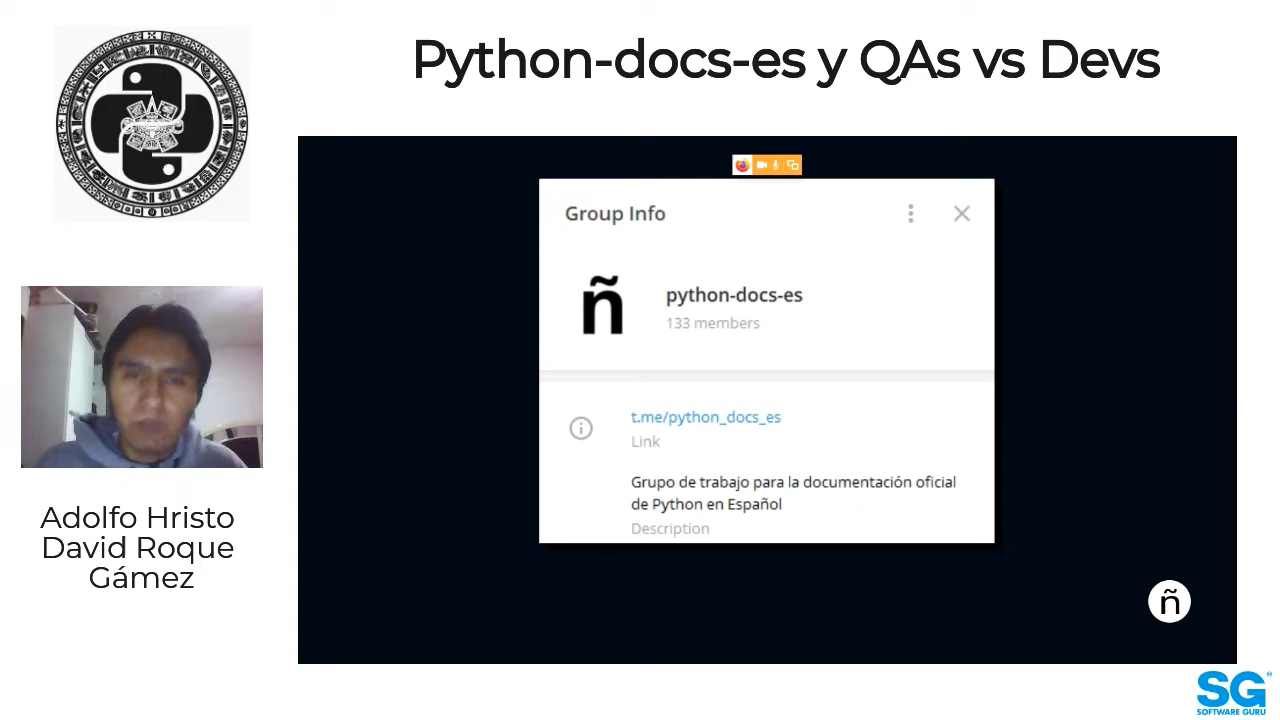 Python-docs-es y QAs vs Devs
Group Info
ñ
python-docs-es
133 members
t.me/python_docs_es
Link
Grupo de trabajo para la documentación oficial
de Python en Español
Description
ñ
Adolfo Hristo
David Roque
Gámez
SG
SOFTWARE GURU